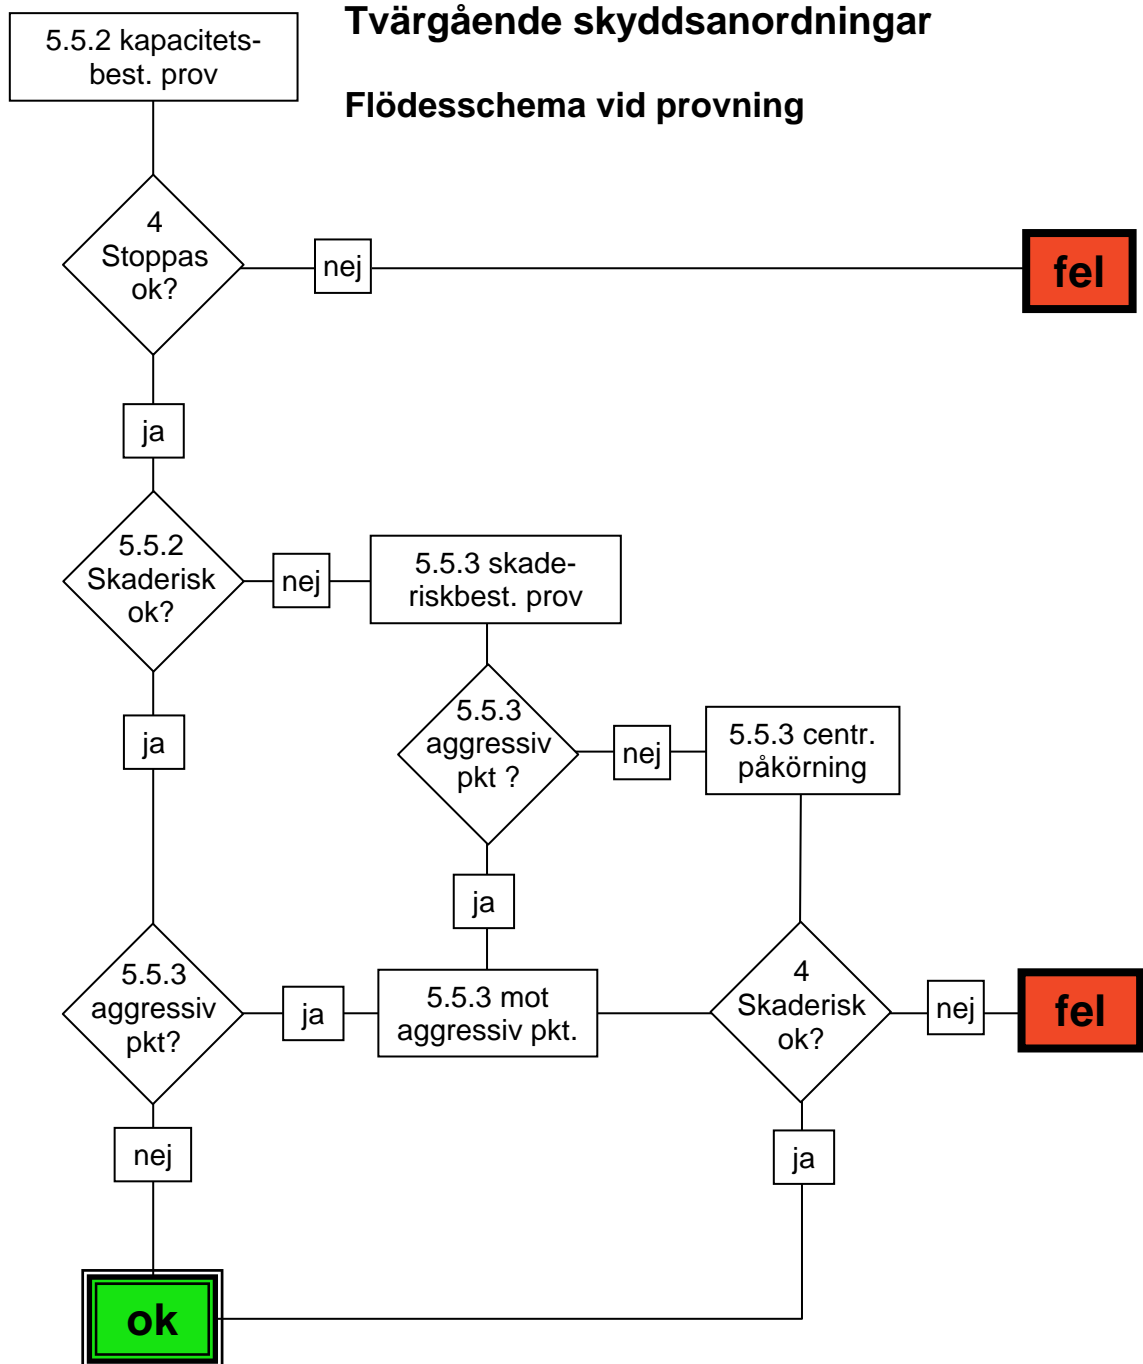 Tvärgående skyddsanordningar
Flödesschema vid provning
5.5.2 kapacitets-
best. prov
4
Stoppas
ok?
nej
fel
ja
5.5.2
Skaderisk
ok?
nej
5.5.3 skade-
riskbest. prov
ja
5.5.3
aggressiv
pkt ?
nej
5.5.3 centr.
påkörning
ja
5.5.3
aggressiv
pkt?
ja
5.5.3 mot
aggressiv pkt.
4
Skaderisk
ok?
nej
fel
nej
ja
ok